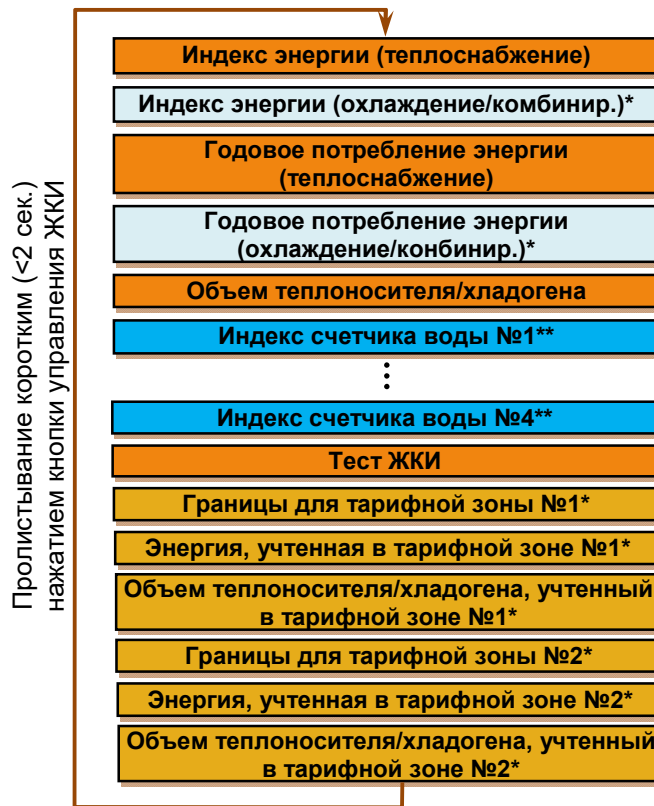 Пролистывание коротким (<2 сек.)
нажатием кнопки управления ЖКИ
Индекс энергии (теплоснабжение)
Индекс энергии (охлаждение/комбинир.)*
Годовое потребление энергии
(теплоснабжение)
Годовое потребление энергии
(охлаждение/конбинир.)*
Объем теплоносителя/хладогена
Индекс счетчика воды №1**
⋮
Индекс счетчика воды №4**
Тест ЖКИ
Границы для тарифной зоны №1*
Энергия, учтенная в тарифной зоне №1*
Объем теплоносителя/хладогена, учтенный
в тарифной зоне №1*
Границы для тарифной зоны №2*
Энергия, учтенная в тарифной зоне №2*
Объем теплоносителя/хладогена, учтенный
в тарифной зоне №2*